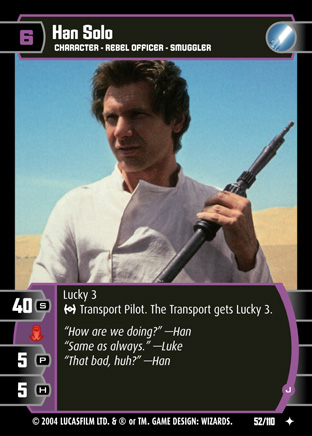 6
Han Solo
CHARACTER • REBEL OFFICER • SMUGGLER
40 S
Lucky 3
Transport Pilot. The Transport gets Lucky 3.
“How are we doing?” —Han
“Same as always.” —Luke
“That bad, huh?” —Han
5 P
5 H
J
© 2004 LUCASFILM LTD. & ® or TM. GAME DESIGN: WIZARDS.
52/110